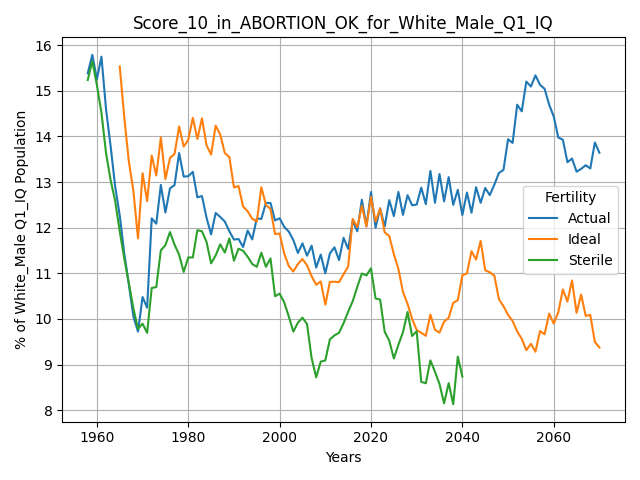 Score_10_in_ABORTION_OK_for_White_Male_Q1_IQ
% of White_Male Q1_IQ Population
16
15
14
13
12
11
10
9
8
Fertility
Actual
Ideal
Sterile
1960
1980
2000
2020
2040
2060
Years